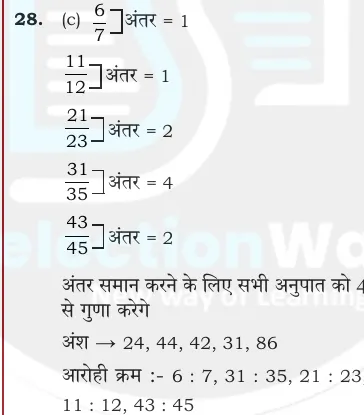 28. (c) 6/7 ] अंतर = 1
11/12 ] अंतर = 1
21/23 ] अंतर = 2
31/35 ] अंतर = 4
43/45 ] अंतर = 2
अंतर समान करने के लिए सभी अनुपात को 4
से गुणा करेगे
अंश → 24, 44, 42, 31, 86
आरोही क्रम :- 6 : 7, 31 : 35, 21 : 23
11 : 12, 43 : 45